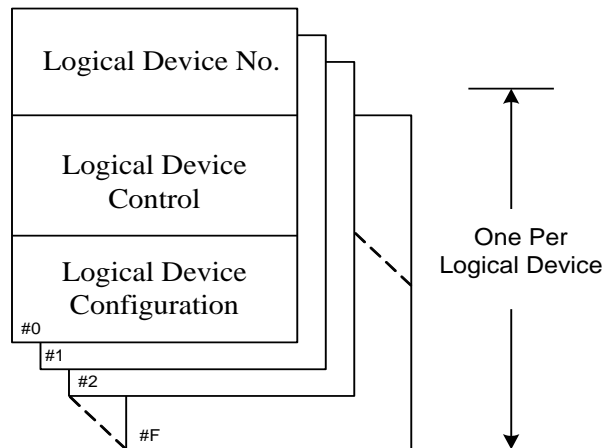 Logical Device No.
Logical Device
Control
Logical Device
Configuration
#0
#1
#2
#F
One Per
Logical Device